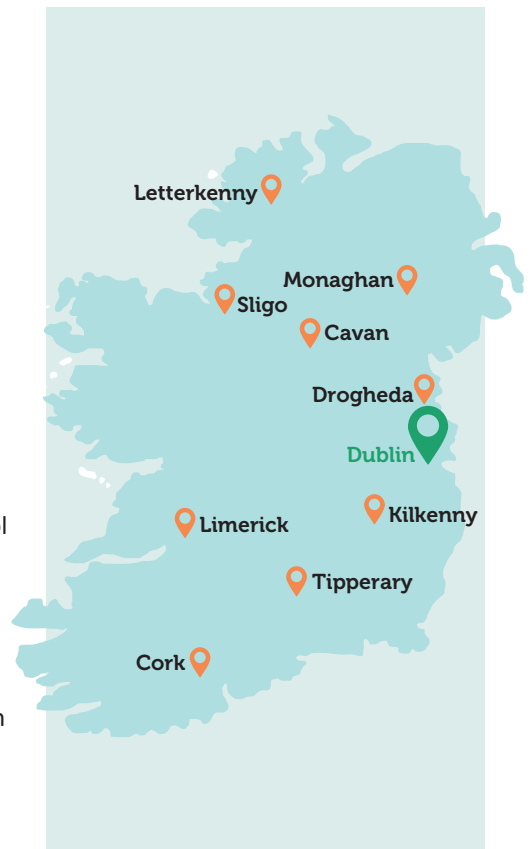 Letterkenny
Monaghan
Sligo
Cavan
Drogheda
Dublin
Kilkenny
Limerick
Tipperary
Cork